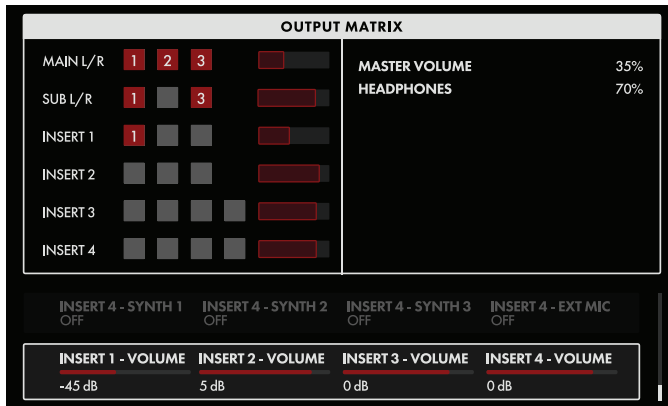 OUTPUT MATRIX
MAIN L/R 1 2 3
SUB L/R 1 3
INSERT 1 1
INSERT 2
INSERT 3
INSERT 4
MASTER VOLUME 35%
HEADPHONES 70%
INSERT 4 - SYNTH 1 INSERT 4 - SYNTH 2 INSERT 4 - SYNTH 3 INSERT 4 - EXT MIC
OFF OFF OFF OFF
INSERT 1 - VOLUME INSERT 2 - VOLUME INSERT 3 - VOLUME INSERT 4 - VOLUME
-45 dB 5 dB 0 dB 0 dB